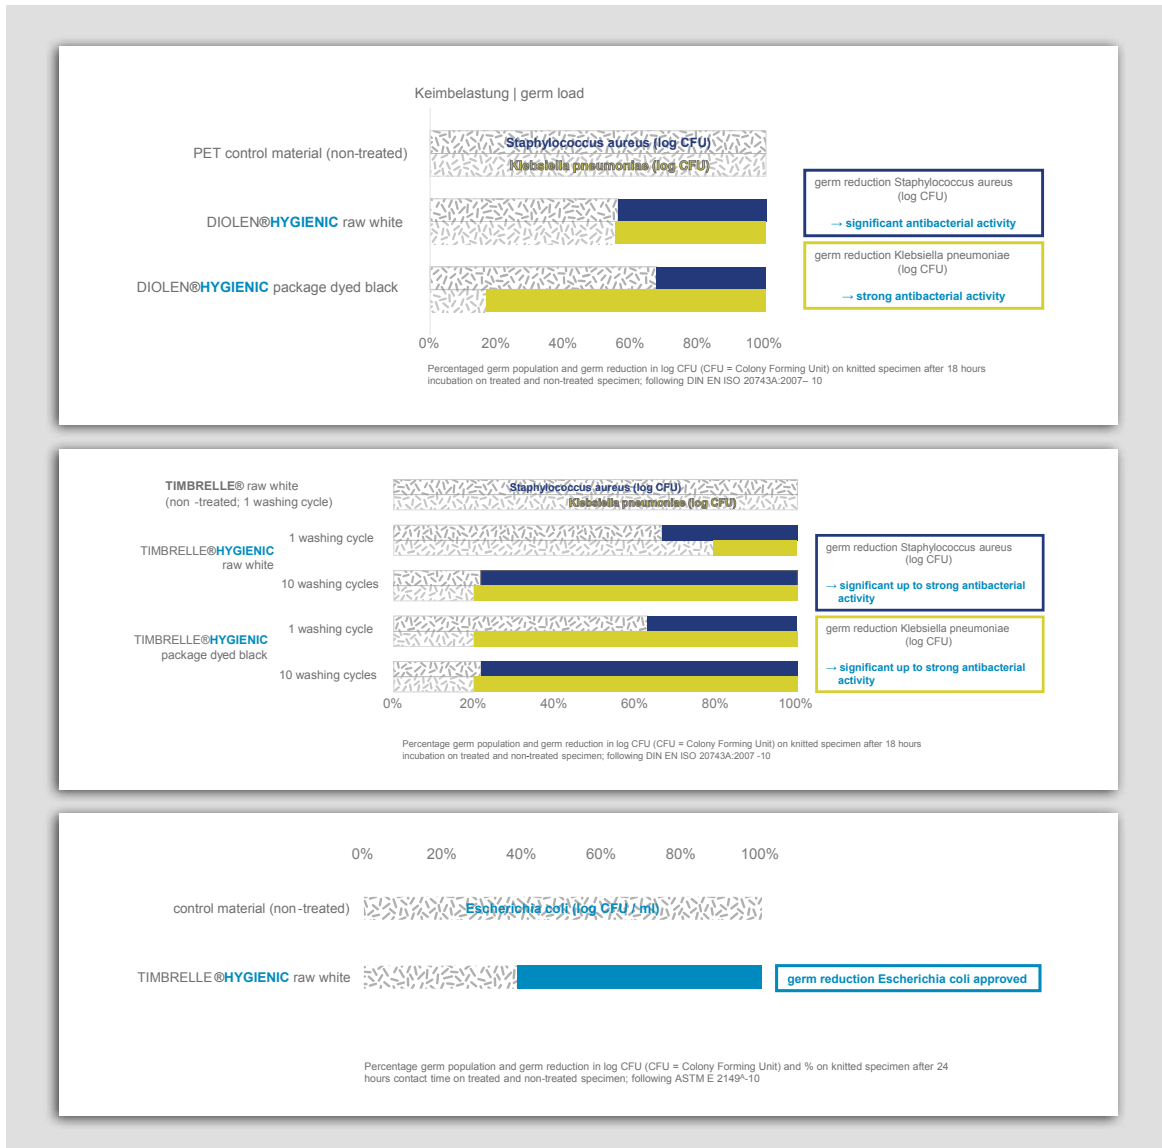 Keimbelastung | germ load
PET control material (non-treated)
Staphylococcus aureus (log CFU)
Klebsiella pneumoniae (log CFU)
DIOLEN®HYGIENIC raw white
DIOLEN®HYGIENIC package dyed black
germ reduction Staphylococcus aureus
(log CFU)
→ significant antibacterial activity
germ reduction Klebsiella pneumoniae
(log CFU)
→ strong antibacterial activity
0% 20% 40% 60% 80% 100%
Percentaged germ population and germ reduction in log CFU (CFU = Colony Forming Unit) on knitted specimen after 18 hours
incubation on treated and non-treated specimen; following DIN EN ISO 20743A:2007– 10
TIMBRELLE® raw white
(non -treated; 1 washing cycle)
Staphylococcus aureus (log CFU)
Klebsiella pneumoniae (log CFU)
1 washing cycle
TIMBRELLE®HYGIENIC
raw white
10 washing cycles
1 washing cycle
TIMBRELLE®HYGIENIC
package dyed black
10 washing cycles
germ reduction Staphylococcus aureus
(log CFU)
→ significant up to strong antibacterial
activity
germ reduction Klebsiella pneumoniae
(log CFU)
→ significant up to strong antibacterial
activity
0% 20% 40% 60% 80% 100%
Percentage germ population and germ reduction in log CFU (CFU = Colony Forming Unit) on knitted specimen after 18 hours
incubation on treated and non-treated specimen; following DIN EN ISO 20743A:2007 -10
0% 20% 40% 60% 80% 100%
control material (non-treated)
Escherichia coli (log CFU / ml)
TIMBRELLE®HYGIENIC raw white
germ reduction Escherichia coli approved
Percentage germ population and germ reduction in log CFU (CFU = Colony Forming Unit) and % on knitted specimen after 24
hours contact time on treated and non-treated specimen; following ASTM E 2149ᴬ-10